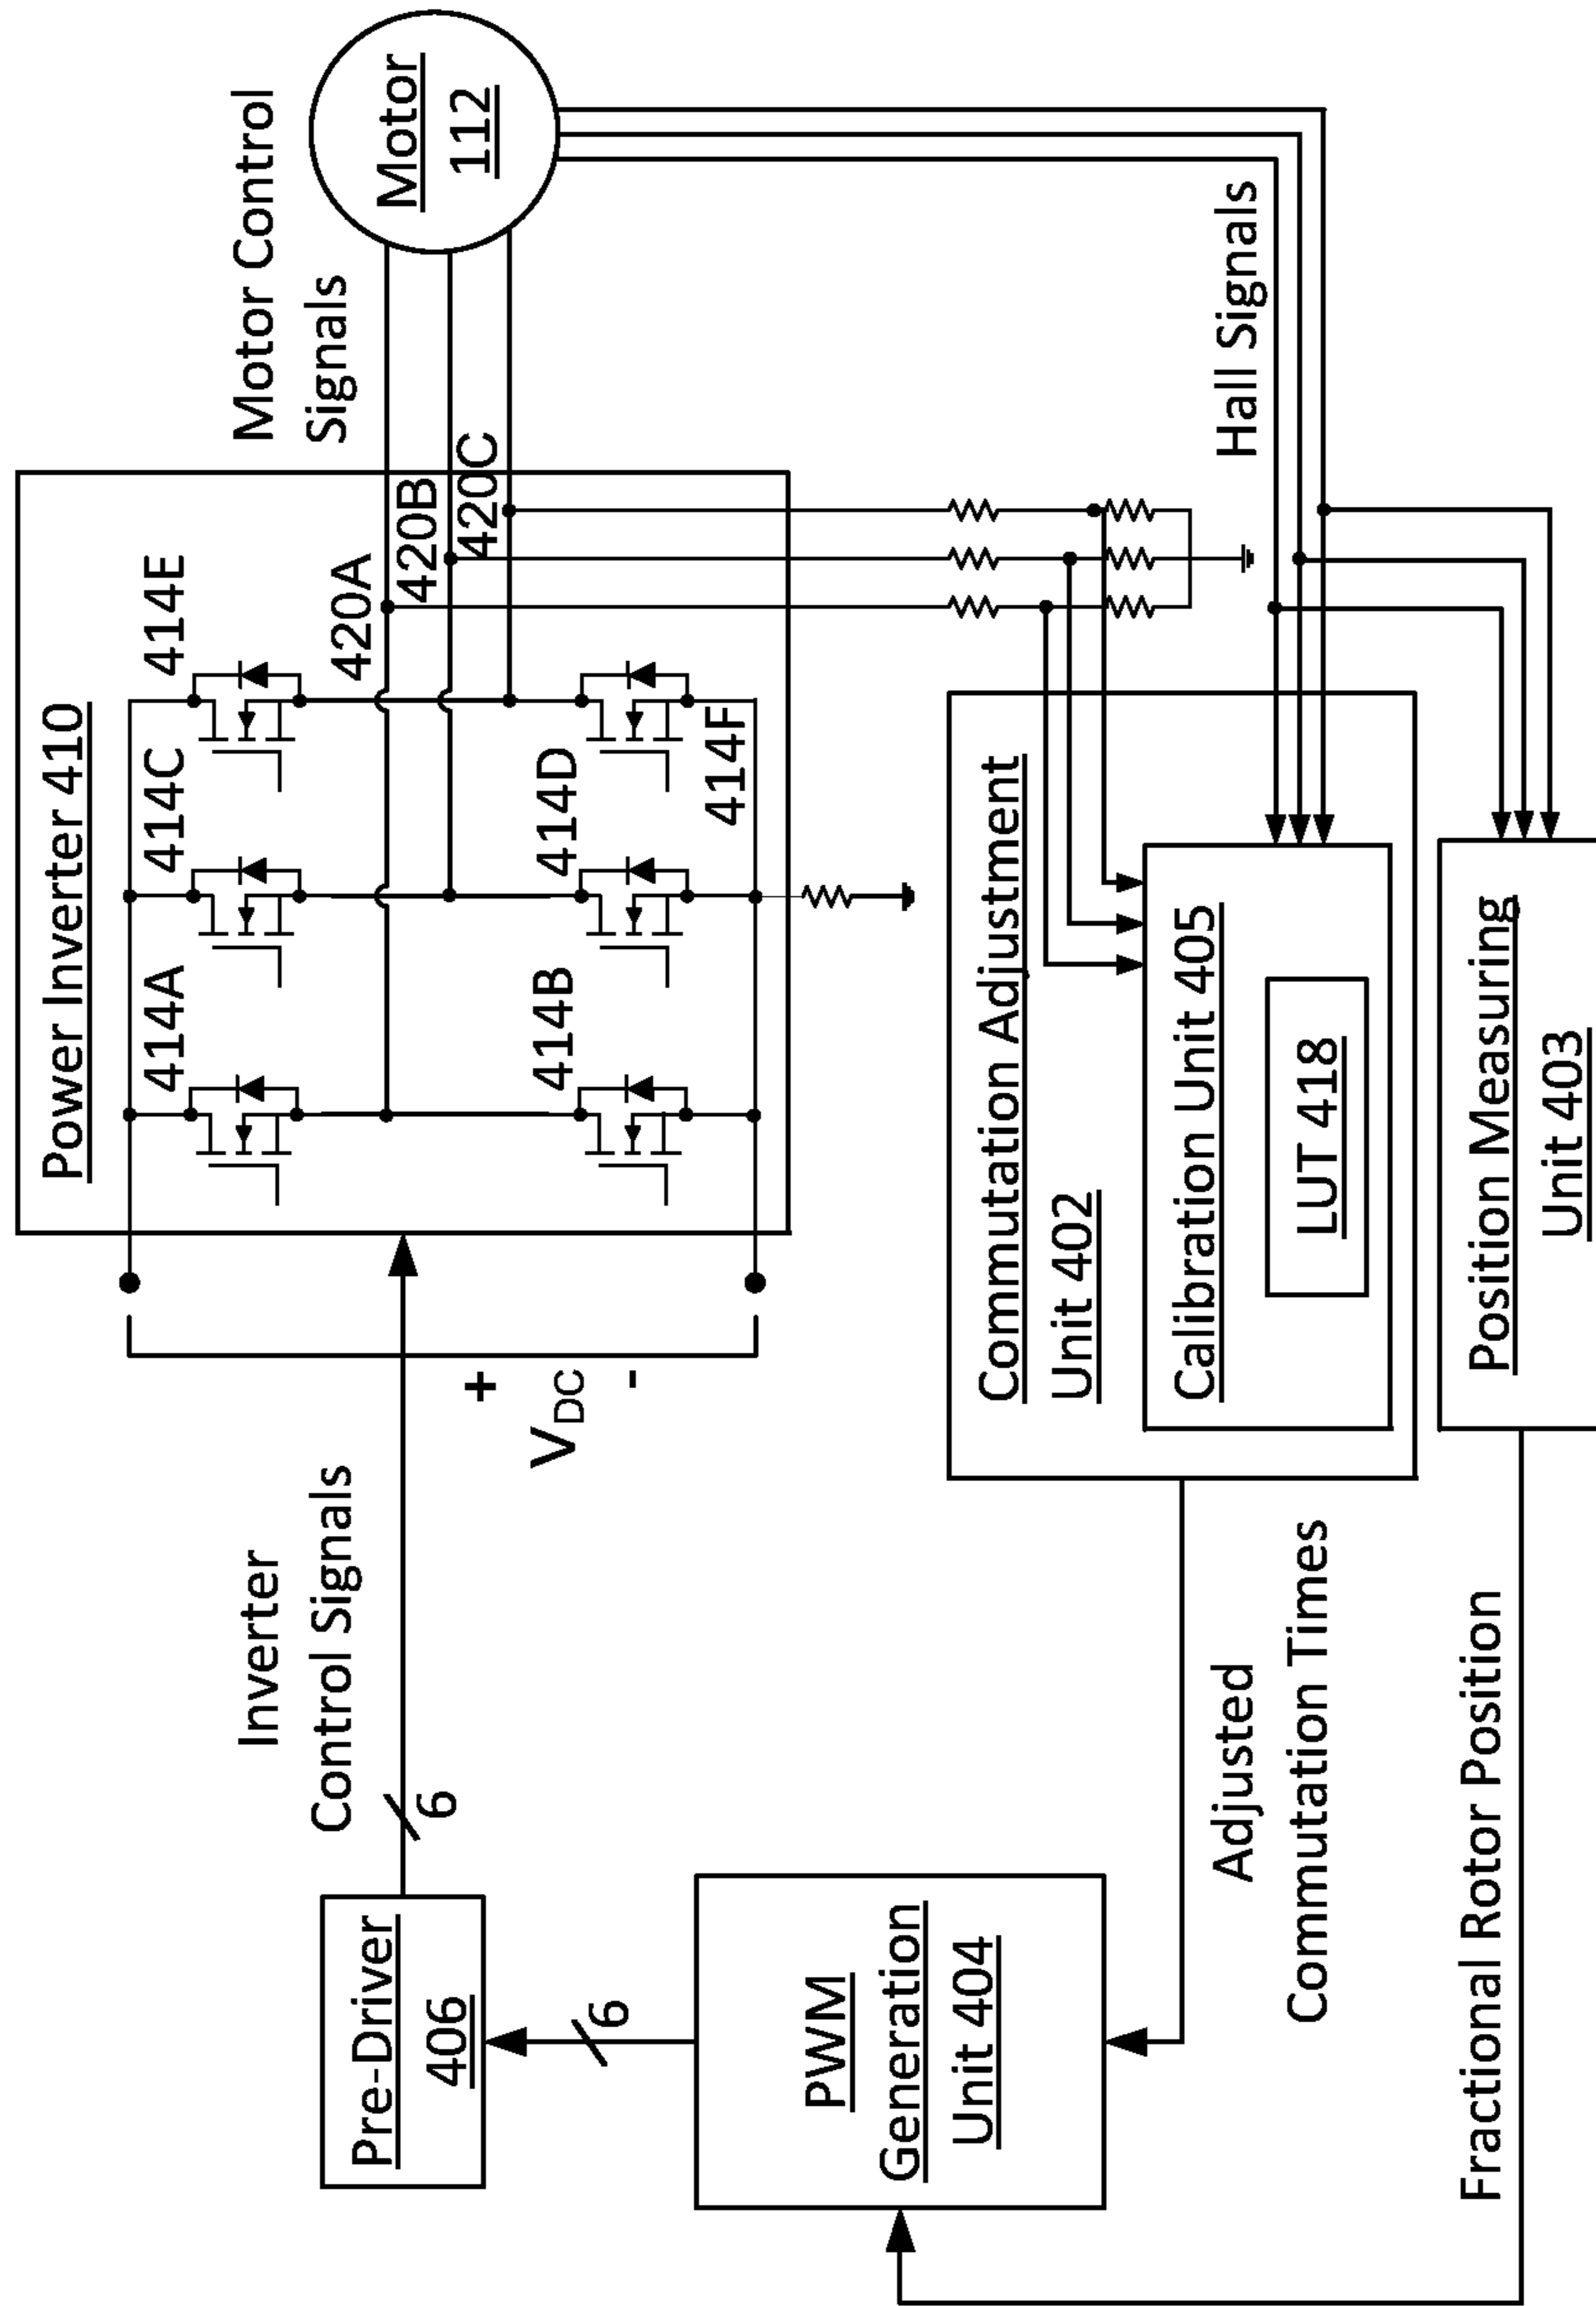 Inverter
Control Signals
Pre-Driver
406
6
6
PWM
Generation
Unit 404
+
VDC
-
Power Inverter 410
414A
414C
414E
414B
414D
414F
420A
420B
420C
Motor Control
Signals
Motor
112
Commutation Adjustment
Unit 402
Calibration Unit 405
LUT 418
Hall Signals
Adjusted
Commutation Times
Position Measuring
Unit 403
Fractional Rotor Position